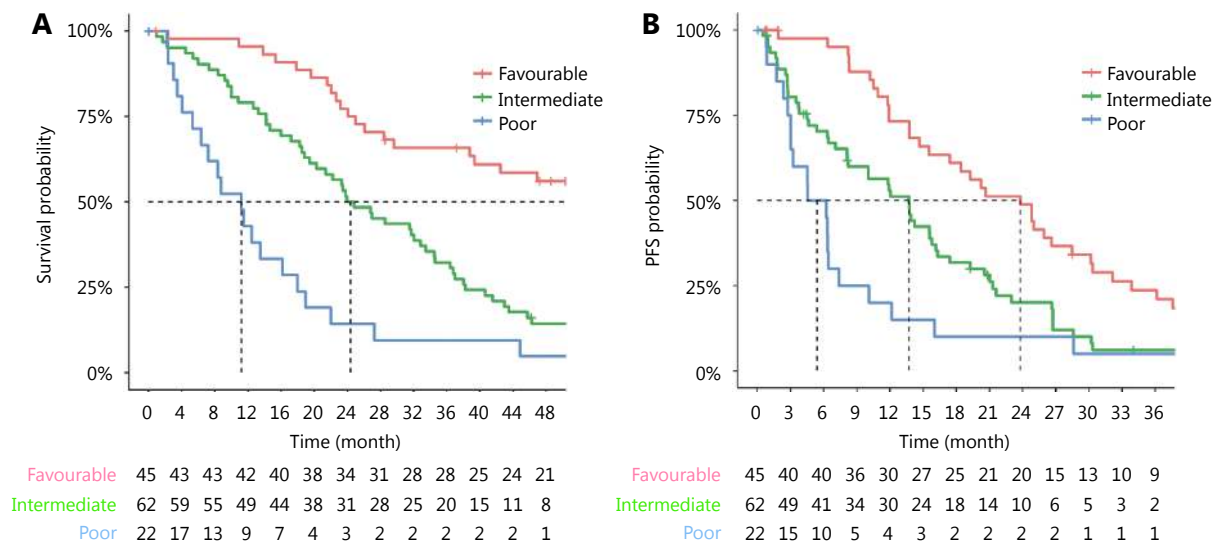 A
Survival probability
100%
75%
50%
25%
0%
Favourable
Intermediate
Poor
0 4 8 12 16 20 24 28 32 36 40 44 48
Time (month)
Favourable 45 43 43 42 40 38 34 31 28 28 25 24 21
Intermediate 62 59 55 49 44 38 31 28 25 20 15 11 8
Poor 22 17 13 9 7 4 3 2 2 2 2 2 1
B
PFS probability
100%
75%
50%
25%
0%
Favourable
Intermediate
Poor
0 3 6 9 12 15 18 21 24 27 30 33 36
Time (month)
Favourable 45 40 40 36 30 27 25 21 20 15 13 10 9
Intermediate 62 49 41 34 30 24 18 14 10 6 5 3 2
Poor 22 15 10 5 4 3 2 2 2 2 1 1 1